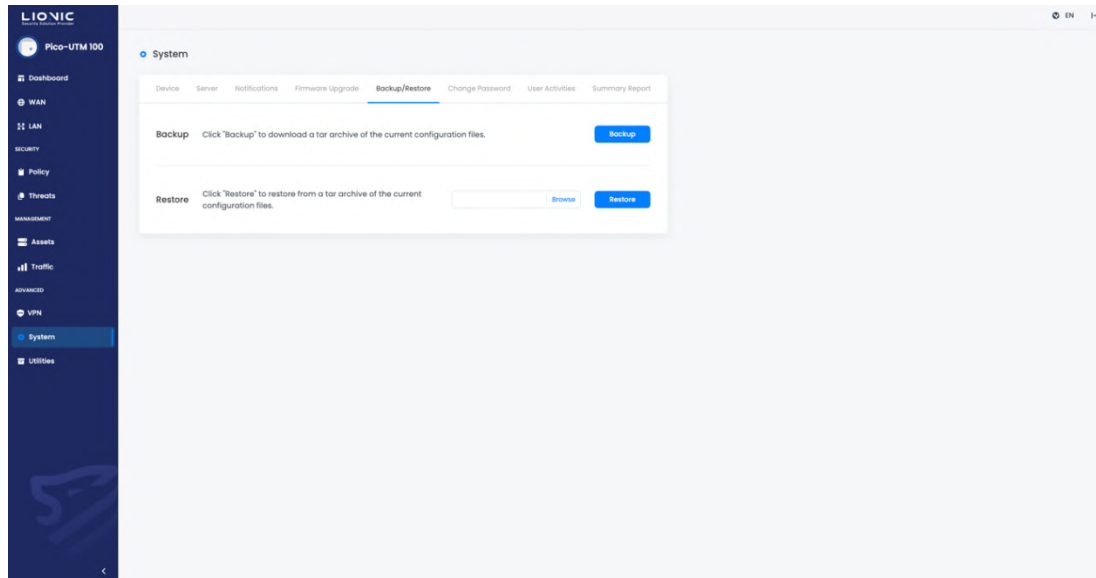 LIONIC
Security Solution Provider
EN
Pico-UTM 100
System
Dashboard
WAN
LAN
SECURITY
Policy
Threats
MANAGEMENT
Assets
Traffic
ADVANCED
VPN
System
Utilities
Device Server Notifications Firmware Upgrade Backup/Restore Change Password User Activities Summary Report
Backup Click "Backup" to download a tar archive of the current configuration files. Backup
Restore Click "Restore" to restore from a tar archive of the current
configuration files. Browse Restore